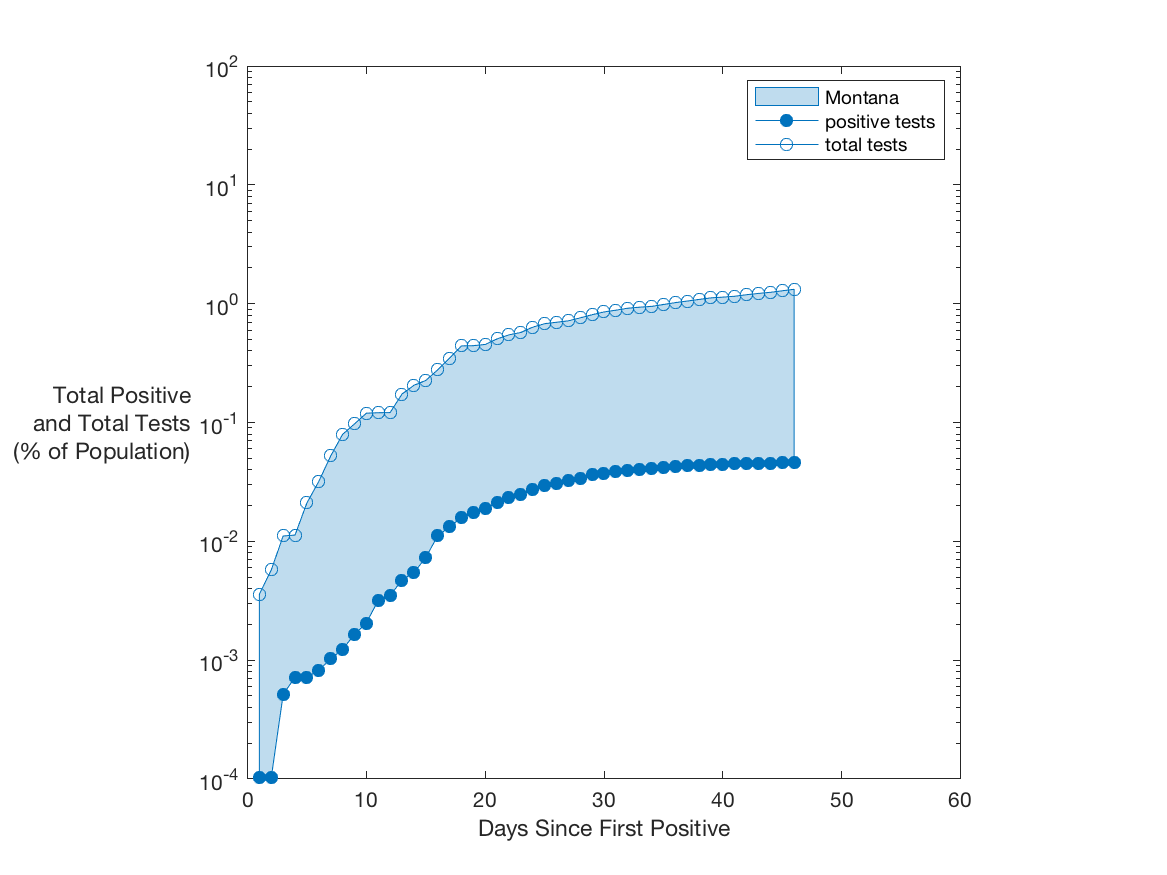 10^2
10^1
10^0
10^-1
10^-2
10^-3
10^-4
Total Positive
and Total Tests
(% of Population)
Montana
positive tests
total tests
0 10 20 30 40 50 60
Days Since First Positive